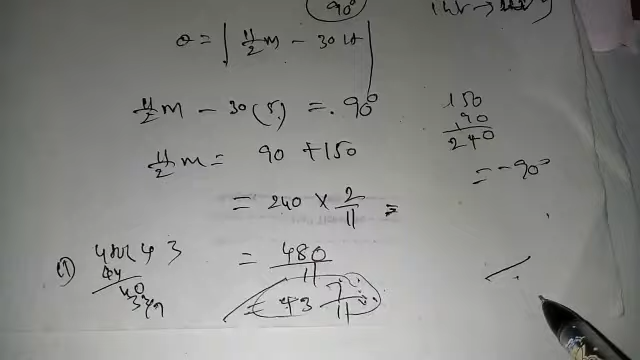 90°
θ = | 11/2 m - 30 H |
11/2 m - 30(5) = 90°
150
90
240
11/2 m = 90 + 150
= -90°
= 240 × 2/11 =
= 480/11
= 43 7/11